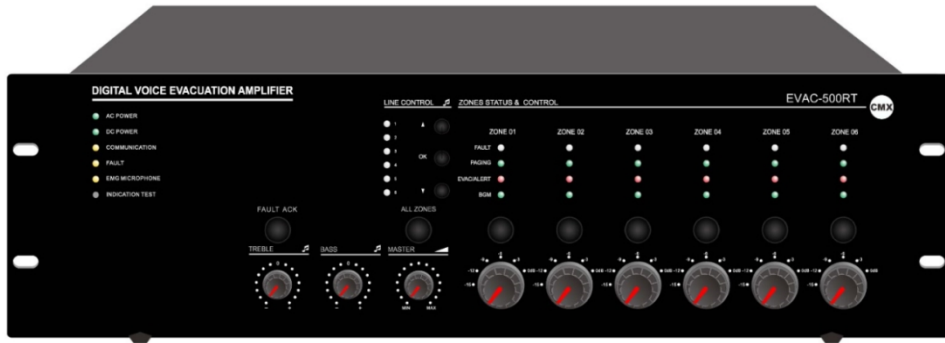 DIGITAL VOICE EVACUATION AMPLIFIER
EVAC-500RT
CMX
AC POWER
DC POWER
COMMUNICATION
FAULT
EMG MICROPHONE
INDICATION TEST
LINE CONTROL
1
2
3
4
5
6
OK
ZONES STATUS & CONTROL
ZONE 01 ZONE 02 ZONE 03 ZONE 04 ZONE 05 ZONE 06
FAULT
PAGING
EVAC/ALERT
BGM
FAULT ACK
ALL ZONES
TREBLE
BASS
MASTER
0
0
- +
- +
MIN MAX